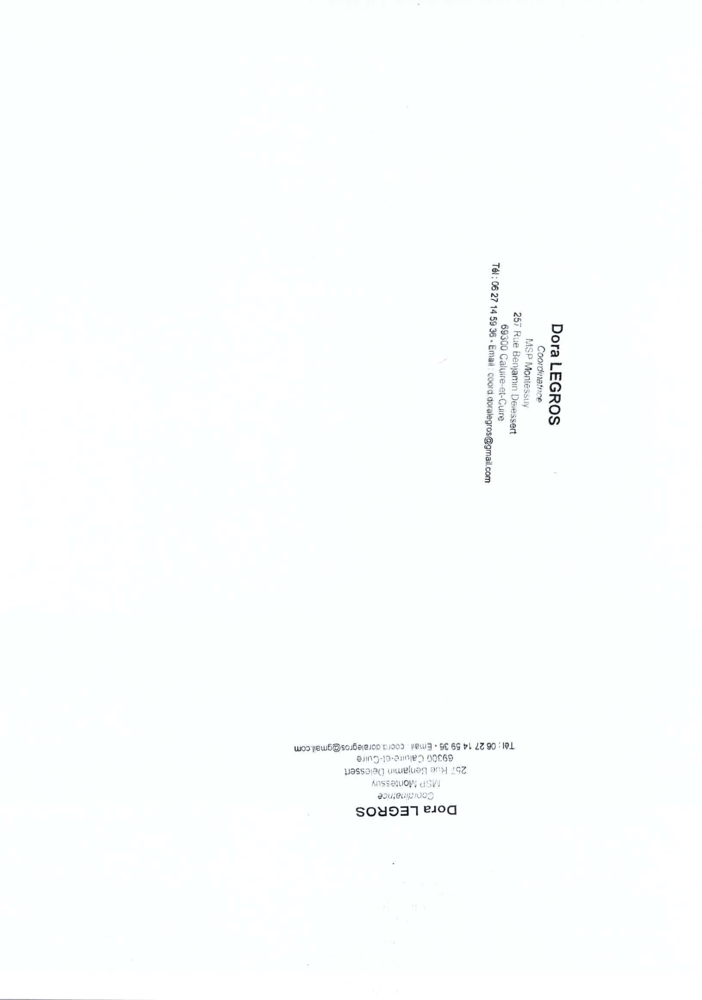 Dora LEGROS
Coordinatrice
MSP Montessuy
257 Rue Benjamin Delessert
69300 Caluire-et-Cuire
Tél : 06 27 14 59 36 - Email : coord.doralegros@gmail.com
Dora LEGROS
Coordinatrice
MSP Montessuy
257 Rue Benjamin Delessert
69300 Caluire-et-Cuire
Tél : 06 27 14 59 36 - Email : coord.doralegros@gmail.com